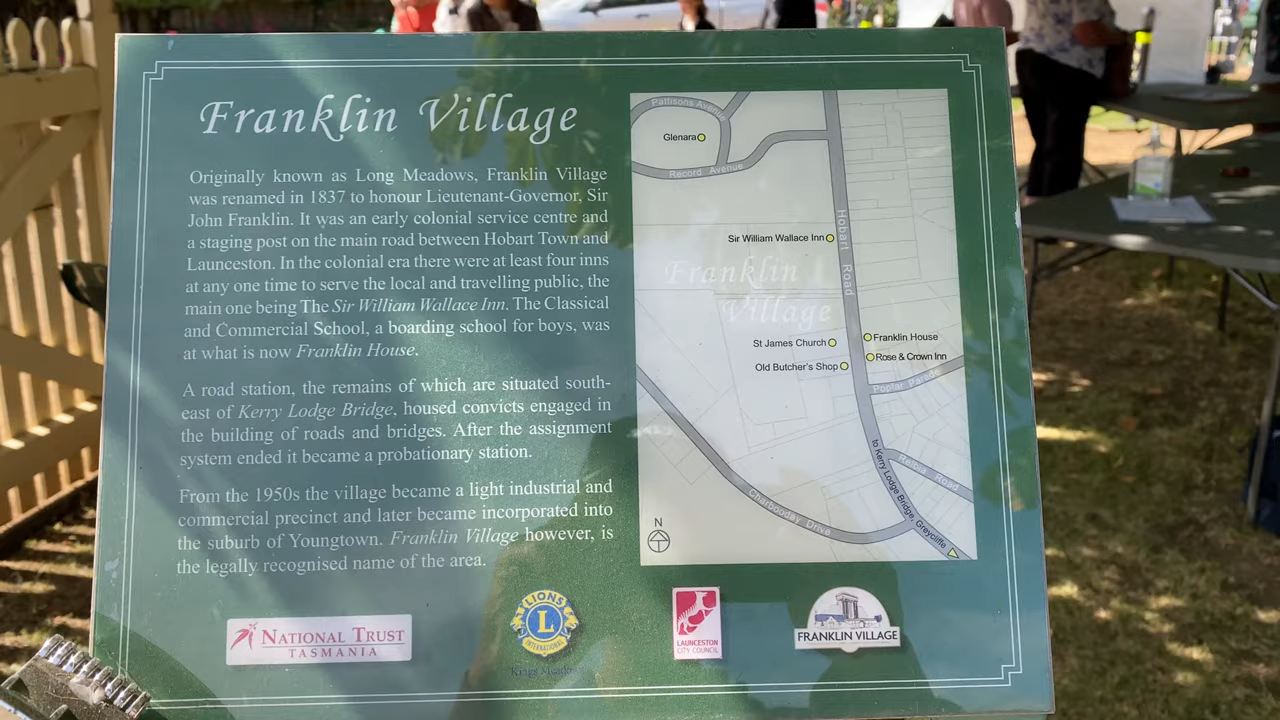 Franklin Village
Originally known as Long Meadows, Franklin Village
was renamed in 1837 to honour Lieutenant-Governor, Sir
John Franklin. It was an early colonial service centre and
a staging post on the main road between Hobart Town and
Launceston. In the colonial era there were at least four inns
at any one time to serve the local and travelling public, the
main one being The Sir William Wallace Inn. The Classical
and Commercial School, a boarding school for boys, was
at what is now Franklin House.
A road station, the remains of which are situated south-
east of Kerry Lodge Bridge, housed convicts engaged in
the building of roads and bridges. After the assignment
system ended it became a probationary station.
From the 1950s the village became a light industrial and
commercial precinct and later became incorporated into
the suburb of Youngtown. Franklin Village however, is
the legally recognised name of the area.
Pattisons Avenue
Glenara
Record Avenue
Hobart Road
Sir William Wallace Inn
Franklin
Village
St James Church
Franklin House
Rose & Crown Inn
Old Butcher's Shop
Poplar Parade
to Kerry Lodge Bridge, Greycliffe
Relbia Road
Charbooday Drive
N
NATIONAL TRUST
TASMANIA
LIONS
L
INTERNATIONAL
Kings Meadows
LAUNCESTON
CITY COUNCIL
FRANKLIN VILLAGE